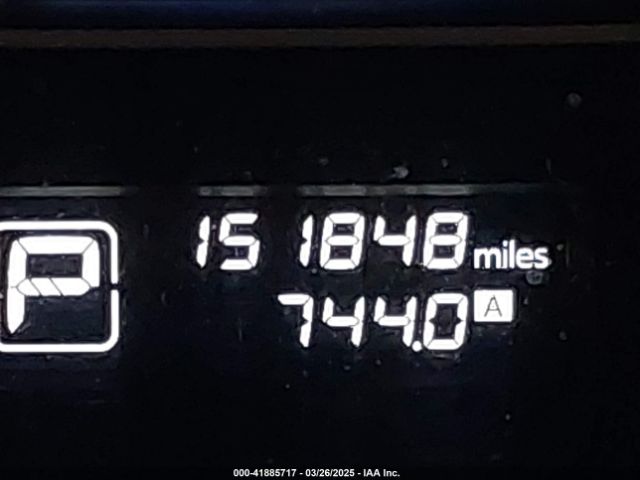 P
151848 miles
744.0 A
000-41885717 - 03/26/2025 - IAA Inc.